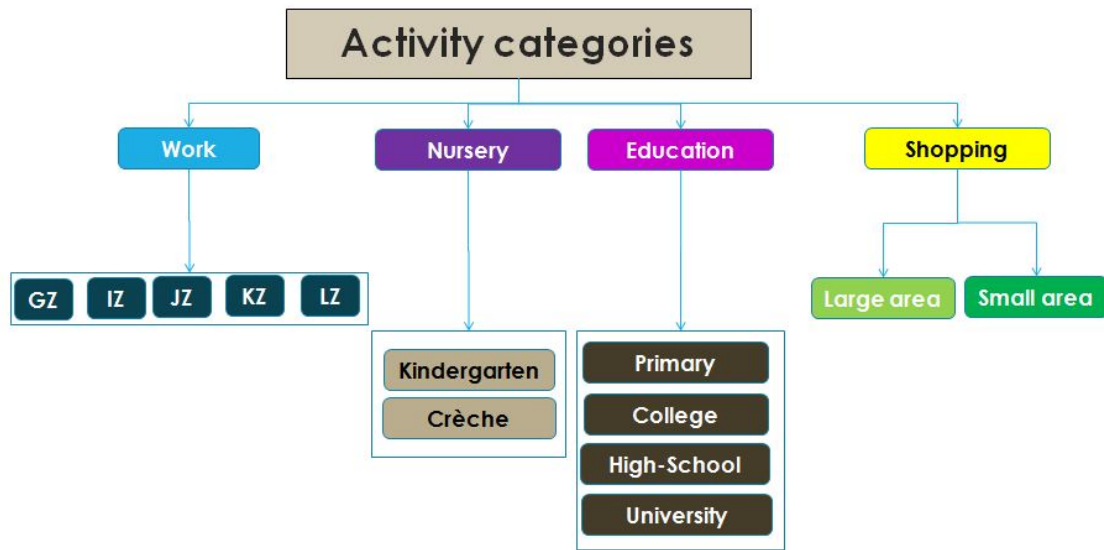 Activity categories
Work
Nursery
Education
Shopping
GZ
IZ
JZ
KZ
LZ
Large area
Small area
Kindergarten
Crèche
Primary
College
High-School
University